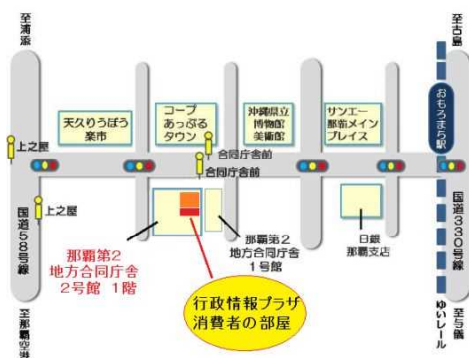 至浦添
至古島
天久りうぼう
楽市
コープ
あっぷる
タウン
沖縄県立
博物館
美術館
サンエー
那覇メイン
プレイス
おもろまち駅
上之屋
合同庁舎前
合同庁舎前
上之屋
国道58号線
国道330号線
那覇第2
地方合同庁舎
2号館 1階
那覇第2
地方合同庁舎
1号館
日銀
那覇支店
行政情報プラザ
消費者の部屋
至那覇空港
ゆいレール
至与儀